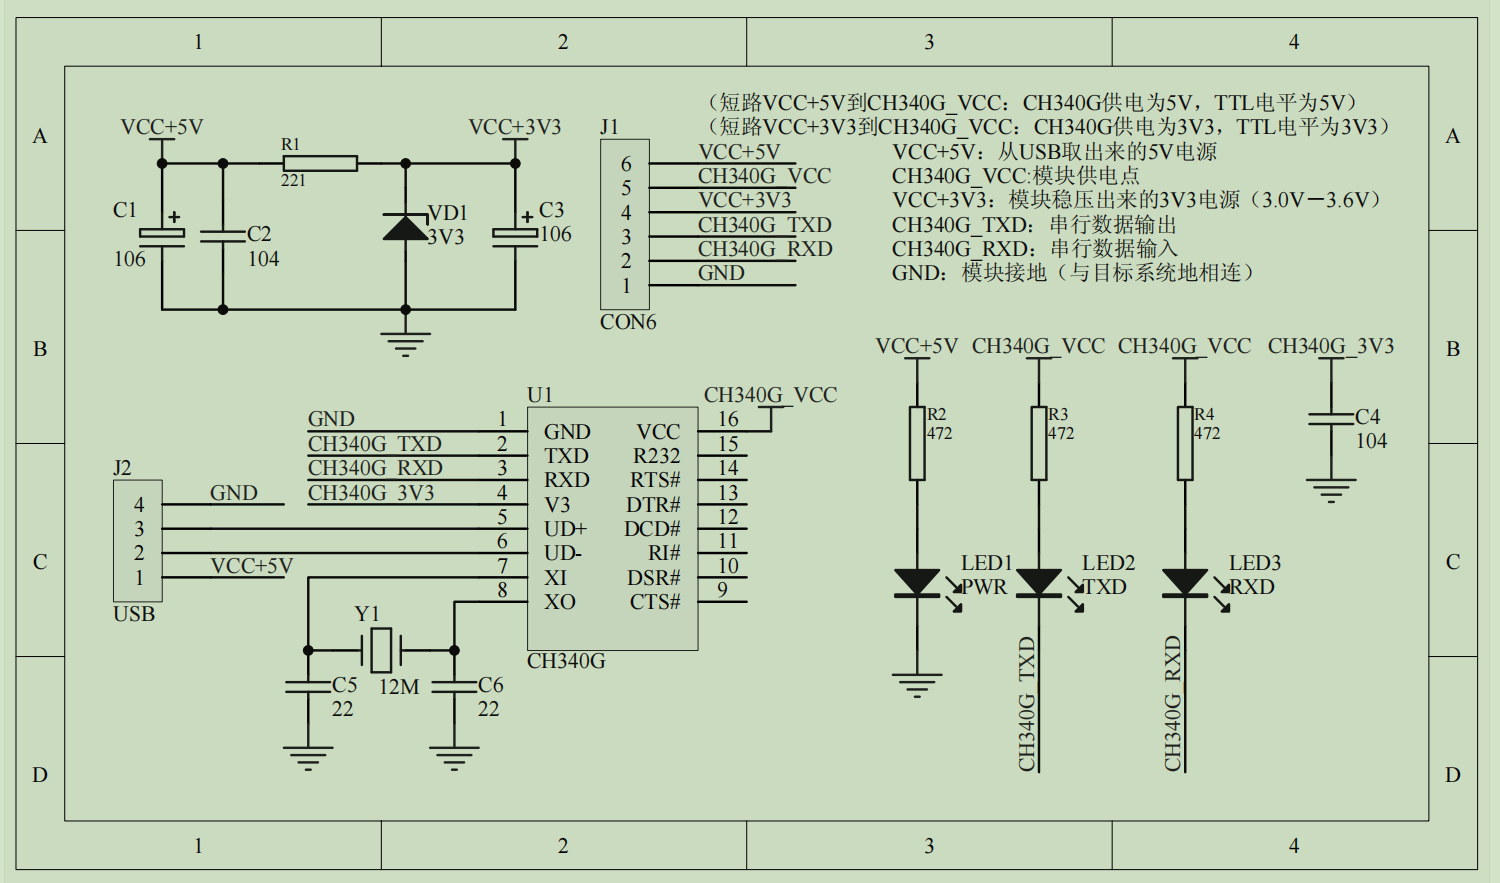 1 2 3 4
A A
(短路VCC+5V到CH340G_VCC：CH340G供电为5V，TTL电平为5V)
(短路VCC+3V3到CH340G_VCC：CH340G供电为3V3，TTL电平为3V3)
VCC+5V VCC+3V3 J1
R1
221
6 VCC+5V
5 CH340G_VCC
4 VCC+3V3
3 CH340G_TXD
2 CH340G_RXD
1 GND
CON6
VCC+5V：从USB取出来的5V电源
CH340G_VCC:模块供电点
VCC+3V3：模块稳压出来的3V3电源（3.0V－3.6V）
CH340G_TXD：串行数据输出
CH340G_RXD：串行数据输入
GND：模块接地（与目标系统地相连）
C1 +
106
C2
104
VD1
3V3
+ C3
106
B B
VCC+5V CH340G_VCC CH340G_VCC CH340G_3V3
R2
472
R3
472
R4
472
C4
104
U1 CH340G_VCC
GND 1 GND VCC 16
CH340G_TXD 2 TXD R232 15
CH340G_RXD 3 RXD RTS# 14
CH340G_3V3 4 V3 DTR# 13
5 UD+ DCD# 12
6 UD- RI# 11
7 XI DSR# 10
8 XO CTS# 9
CH340G
J2
4 GND
3
2
1 VCC+5V
USB
C C
LED1
PWR
LED2
TXD
LED3
RXD
Y1
12M
C5
22
C6
22
CH340G_TXD
CH340G_RXD
D D
1 2 3 4